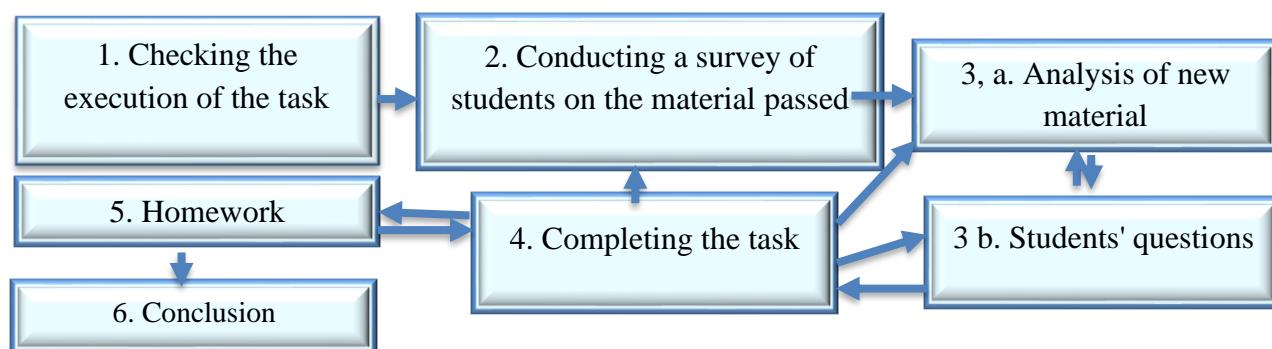 1. Checking the
execution of the task
2. Conducting a survey of
students on the material passed
3, a. Analysis of new
material
5. Homework
4. Completing the task
3 b. Students' questions
6. Conclusion